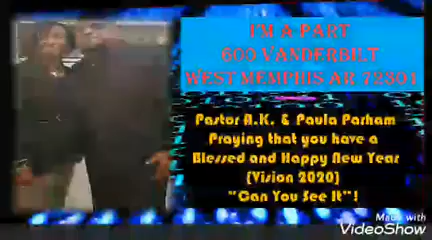 I'M A PART
600 VANDERBILT
WEST MEMPHIS AR 72301
Pastor A.K. & Paula Parham
Praying that you have a
Blessed and Happy New Year
(Vision 2020)
"Can You See It"!
Made with
VideoShow